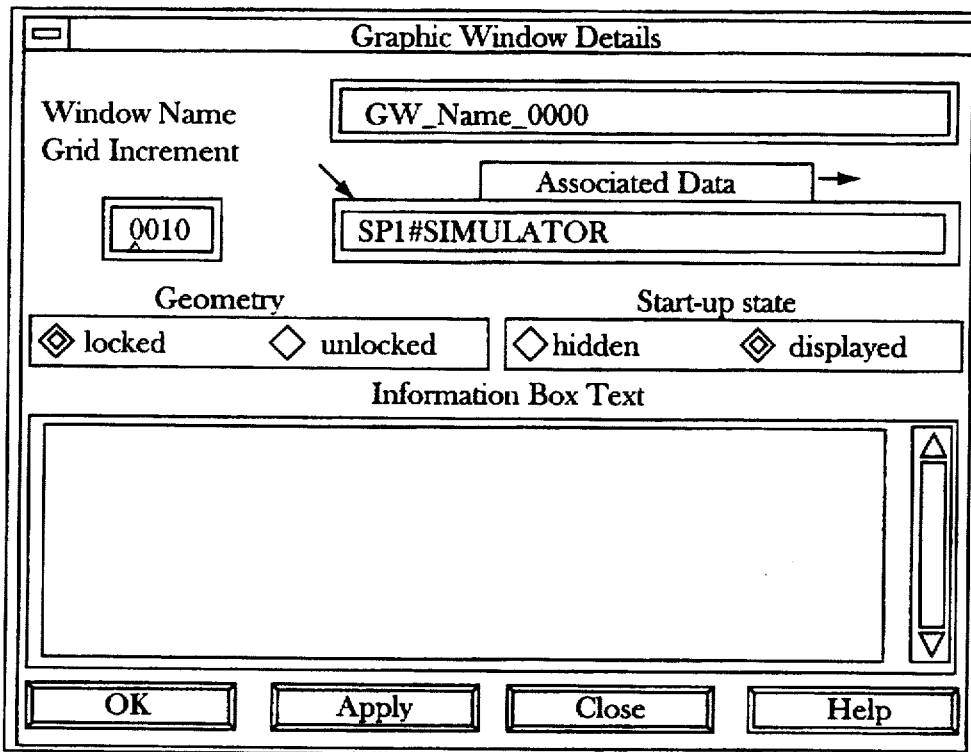 Graphic Window Details
Window Name
GW_Name_0000
Grid Increment
Associated Data
0010
SP1#SIMULATOR
Geometry
Start-up state
locked
unlocked
hidden
displayed
Information Box Text
OK
Apply
Close
Help